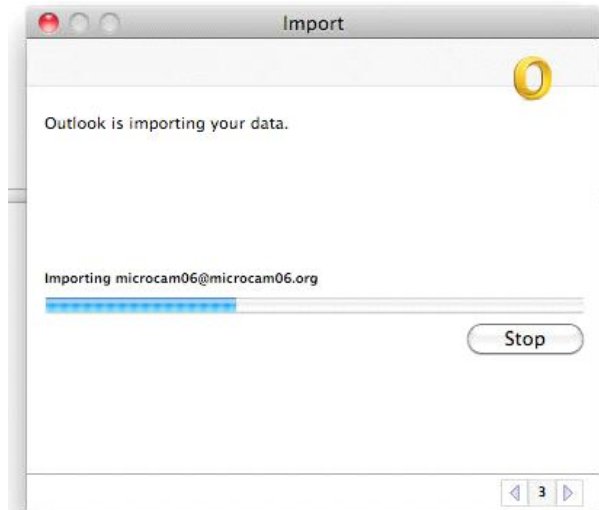 Import
Outlook is importing your data.
Importing microcam06@microcam06.org
Stop
3